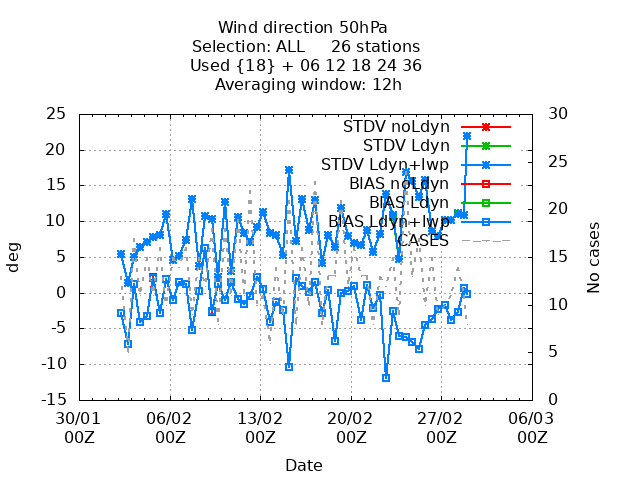 Wind direction 50hPa
Selection: ALL     26 stations
Used {18} + 06 12 18 24 36
Averaging window: 12h
25
20
15
10
5
0
-5
-10
-15
deg
30
25
20
15
10
5
0
No cases
STDV noLdyn
STDV Ldyn
STDV Ldyn+Iwp
BIAS noLdyn
BIAS Ldyn
BIAS Ldyn+Iwp
CASES
30/01 06/02 13/02 20/02 27/02 06/03
00Z 00Z 00Z 00Z 00Z 00Z
Date